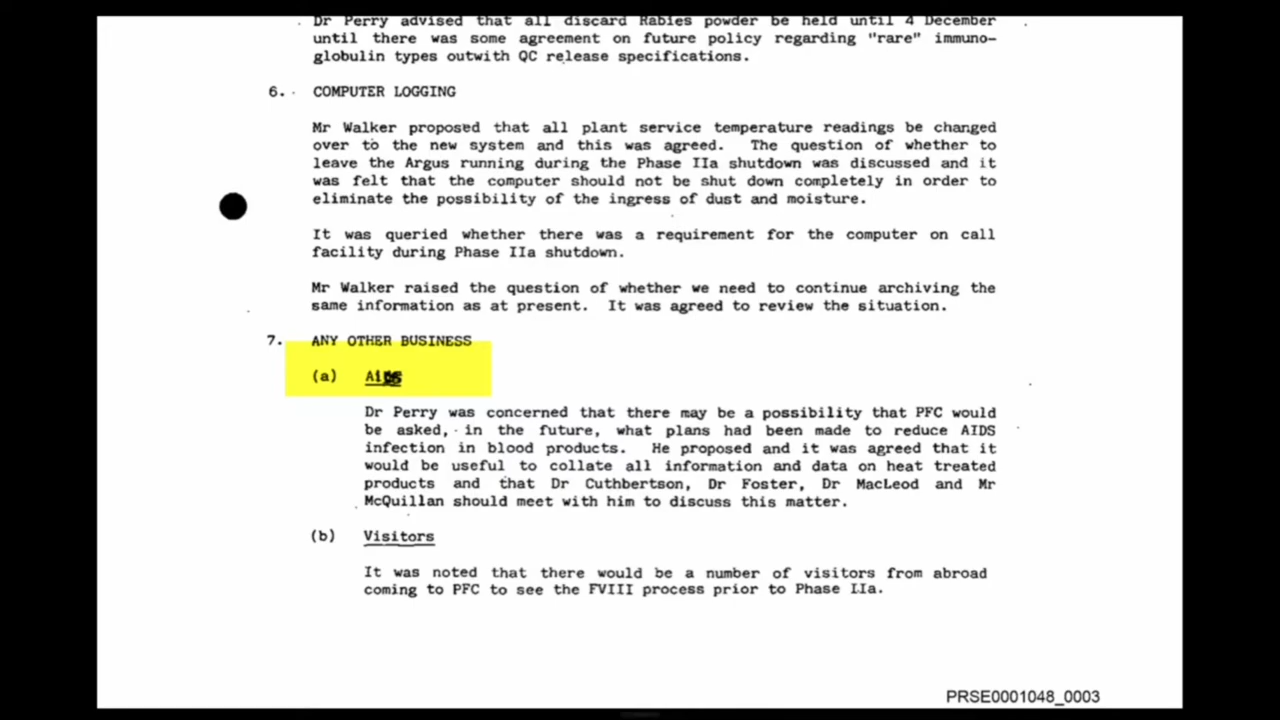 Dr Perry advised that all discard Rabies powder be held until 4 December
until there was some agreement on future policy regarding "rare" immuno-
globulin types outwith QC release specifications.
6. COMPUTER LOGGING
Mr Walker proposed that all plant service temperature readings be changed
over to the new system and this was agreed. The question of whether to
leave the Argus running during the Phase IIa shutdown was discussed and it
was felt that the computer should not be shut down completely in order to
eliminate the possibility of the ingress of dust and moisture.
It was queried whether there was a requirement for the computer on call
facility during Phase IIa shutdown.
Mr Walker raised the question of whether we need to continue archiving the
same information as at present. It was agreed to review the situation.
7. ANY OTHER BUSINESS
(a) AIDS
Dr Perry was concerned that there may be a possibility that PFC would
be asked, in the future, what plans had been made to reduce AIDS
infection in blood products. He proposed and it was agreed that it
would be useful to collate all information and data on heat treated
products and that Dr Cuthbertson, Dr Foster, Dr MacLeod and Mr
McQuillan should meet with him to discuss this matter.
(b) Visitors
It was noted that there would be a number of visitors from abroad
coming to PFC to see the FVIII process prior to Phase IIa.
PRSE0001048_0003